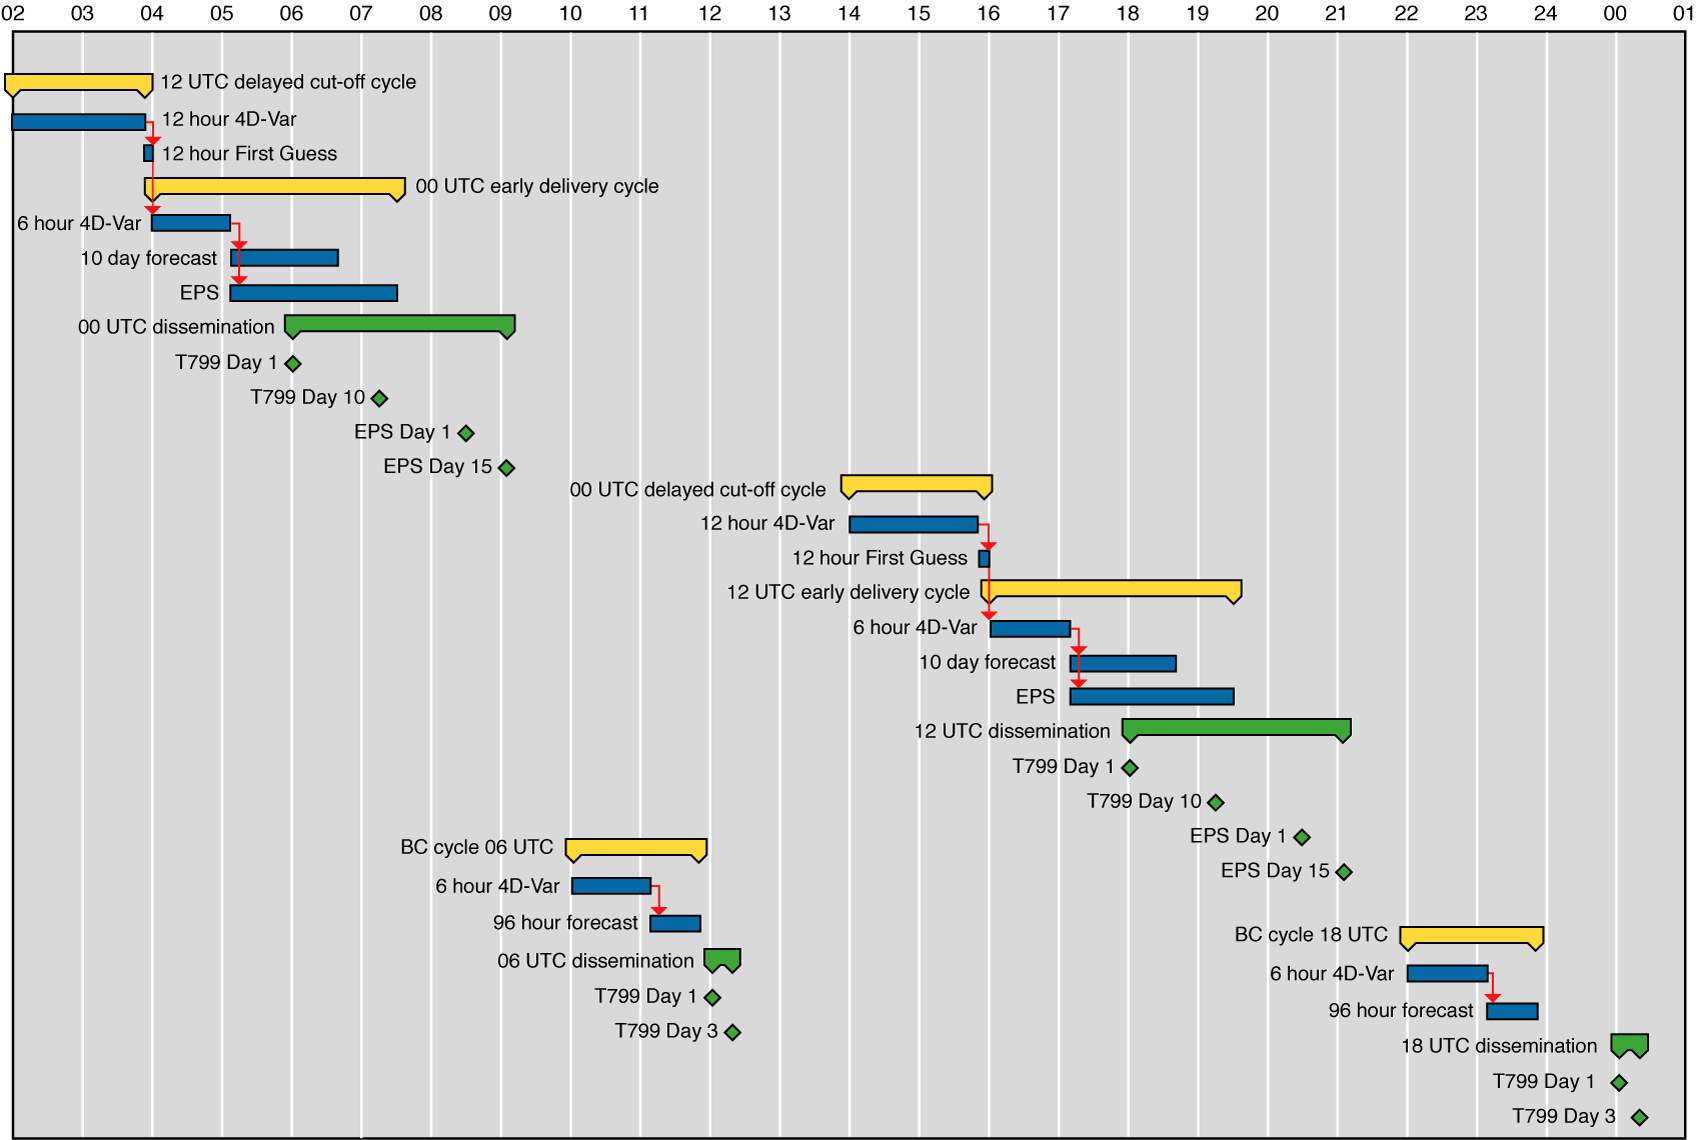 02 03 04 05 06 07 08 09 10 11 12 13 14 15 16 17 18 19 20 21 22 23 24 00 01
12 UTC delayed cut-off cycle
12 hour 4D-Var
12 hour First Guess
00 UTC early delivery cycle
6 hour 4D-Var
10 day forecast
EPS
00 UTC dissemination
T799 Day 1
T799 Day 10
EPS Day 1
EPS Day 15
00 UTC delayed cut-off cycle
12 hour 4D-Var
12 hour First Guess
12 UTC early delivery cycle
6 hour 4D-Var
10 day forecast
EPS
12 UTC dissemination
T799 Day 1
T799 Day 10
EPS Day 1
EPS Day 15
BC cycle 06 UTC
6 hour 4D-Var
96 hour forecast
06 UTC dissemination
T799 Day 1
T799 Day 3
BC cycle 18 UTC
6 hour 4D-Var
96 hour forecast
18 UTC dissemination
T799 Day 1
T799 Day 3